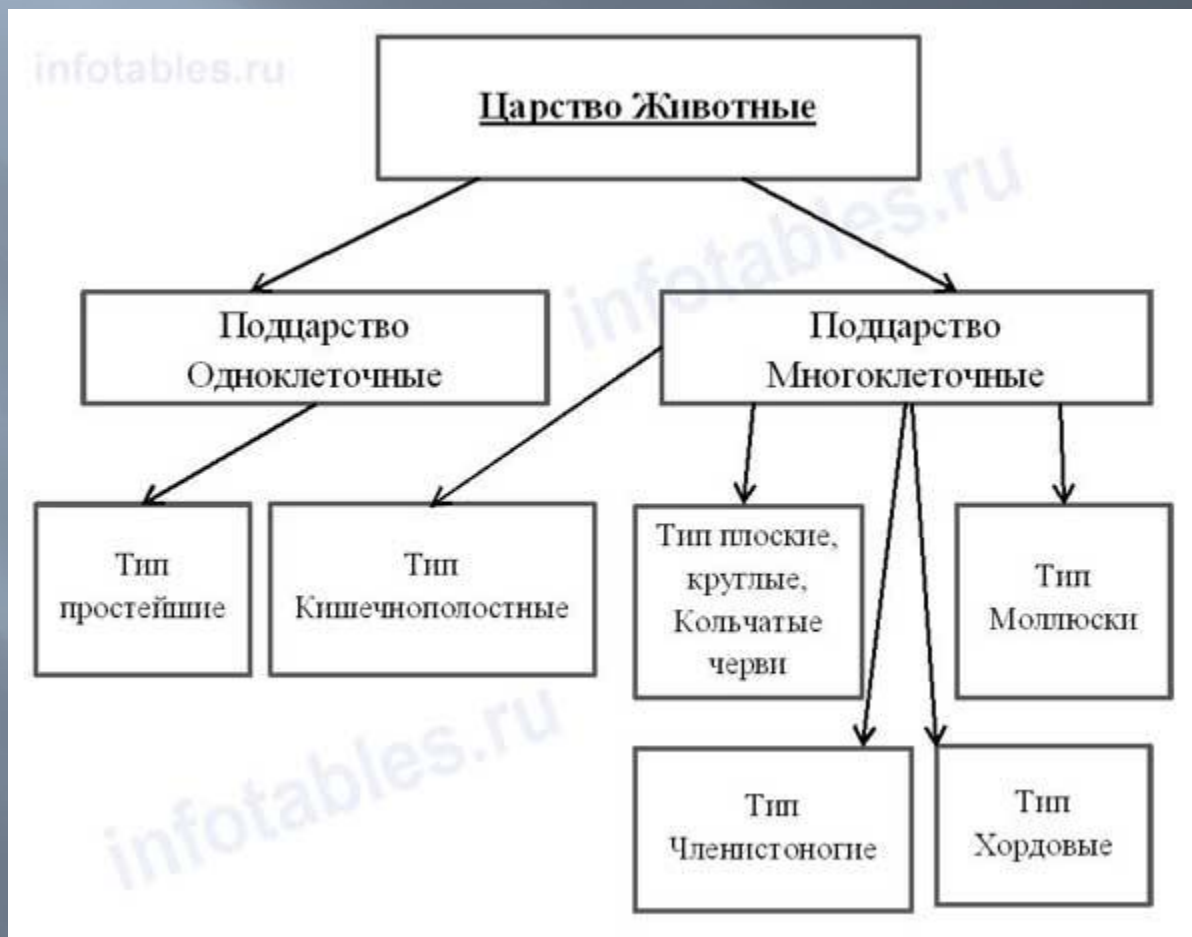 infotables.ru
Царство Животные
infotables.ru
Подцарство
Одноклеточные
Подцарство
Многоклеточные
Тип
простейшие
Тип
Кишечнополостные
Тип плоские,
круглые,
Кольчатые
черви
Тип
Моллюски
infotables.ru
Тип
Членистоногие
Тип
Хордовые